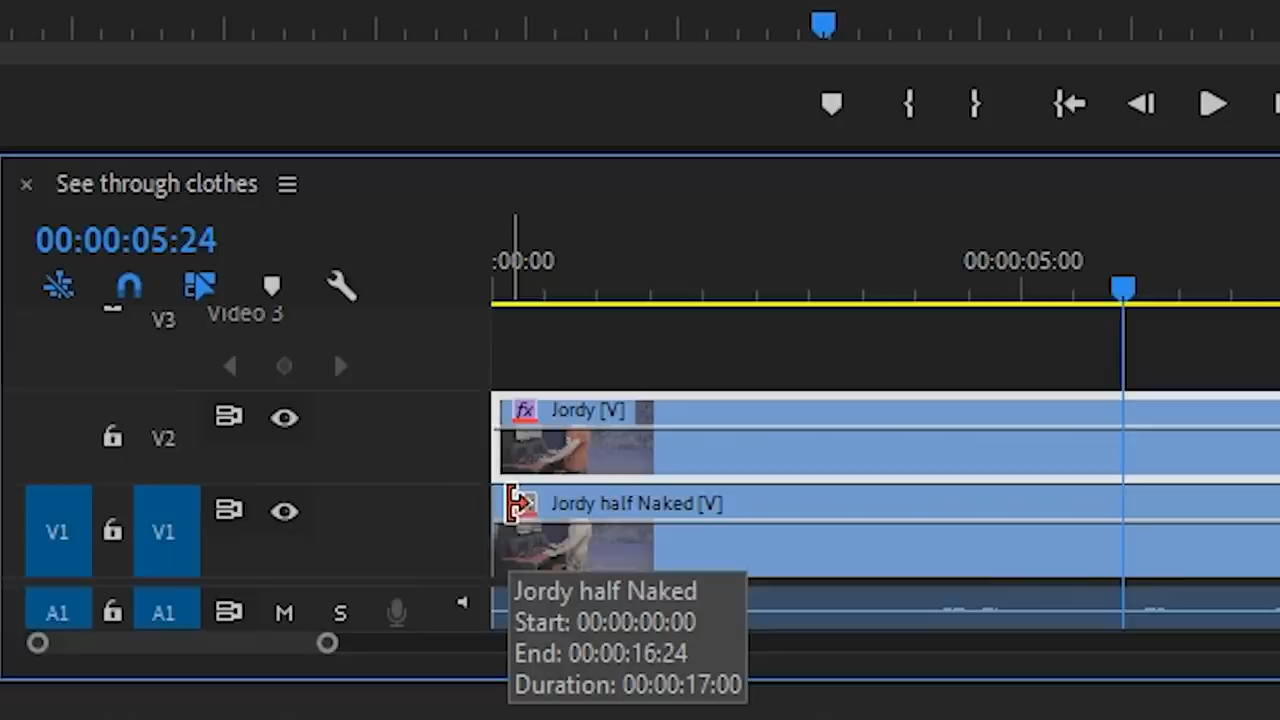 See through clothes
00:00:05:24
:00:00
00:00:05:00
V3
Video 3
fx
Jordy [V]
V2
Jordy half Naked [V]
V1
V1
A1
A1
M
S
Jordy half Naked
Start: 00:00:00:00
End: 00:00:16:24
Duration: 00:00:17:00